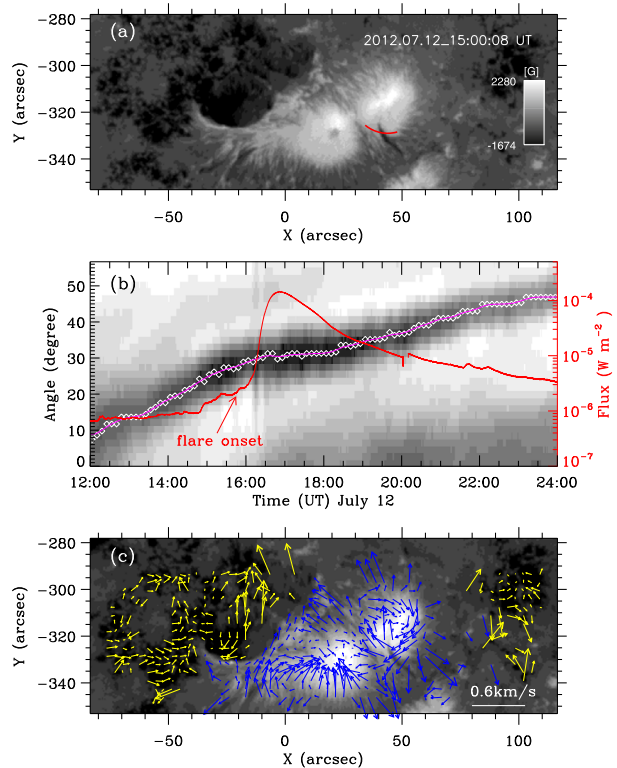 (a)
2012.07.12_15:00:08 UT
[G]
2280
-1674
-280
-300
-320
-340
Y (arcsec)
-50
0
50
100
X (arcsec)
(b)
50
40
30
20
10
0
Angle (degree)
flare onset
10^-4
10^-5
10^-6
10^-7
Flux (W m^-2)
12:00
14:00
16:00
18:00
20:00
22:00
24:00
Time (UT) July 12
(c)
-280
-300
-320
-340
Y (arcsec)
0.6km/s
-50
0
50
100
X (arcsec)